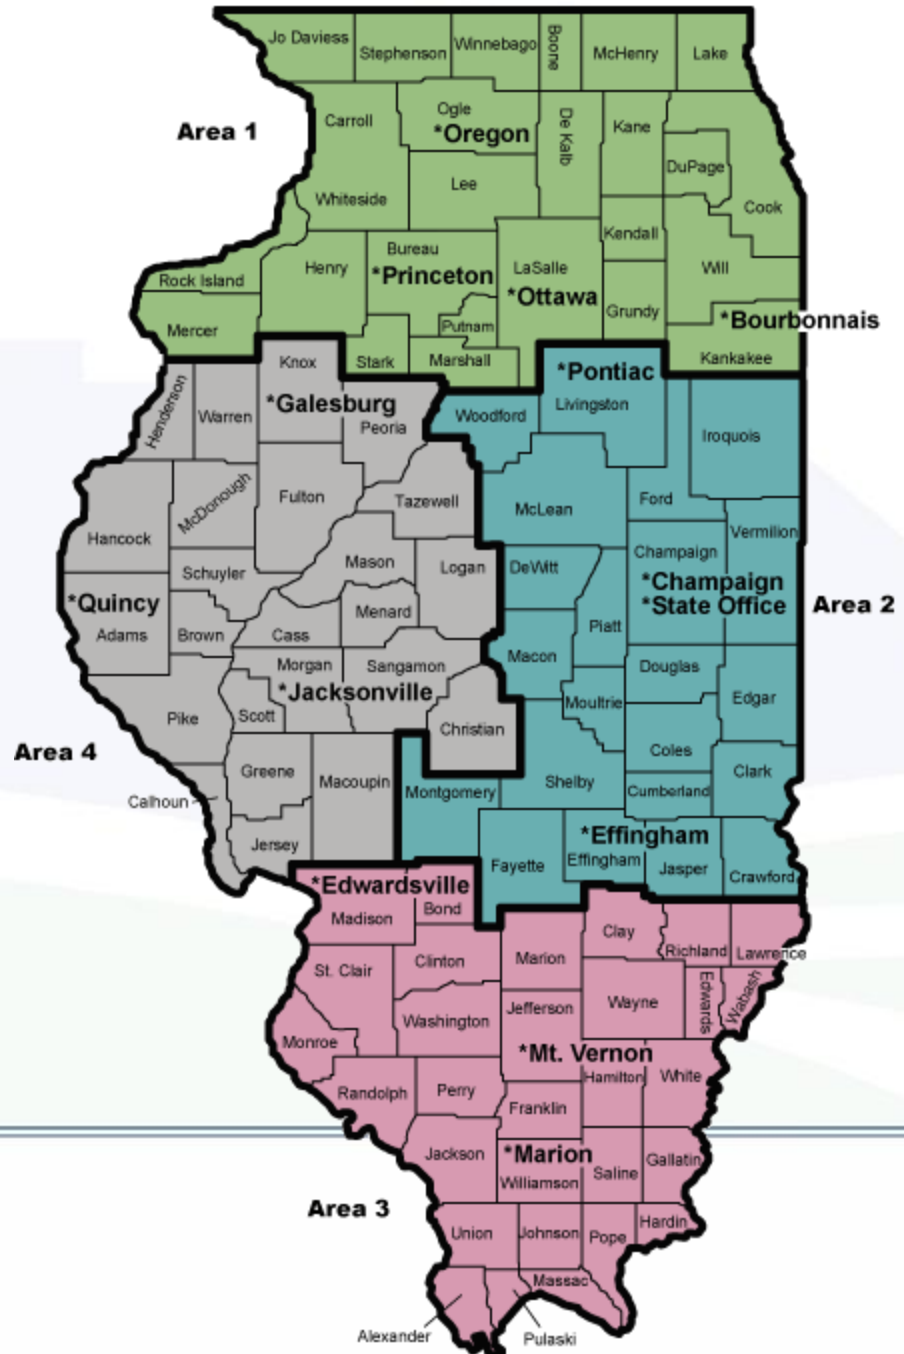 Jo Daviess
Stephenson
Winnebago
Boone
McHenry
Lake
Area 1
Carroll
Ogle
*Oregon
De Kalb
Kane
DuPage
Cook
Whiteside
Lee
Kendall
Will
Rock Island
Henry
Bureau
*Princeton
LaSalle
*Ottawa
Grundy
*Bourbonnais
Mercer
Putnam
Stark
Marshall
Kankakee
Knox
*Galesburg
Peoria
Henderson
Warren
*Pontiac
Livingston
Woodford
Iroquois
McDonough
Fulton
Tazewell
McLean
Ford
Vermilion
Hancock
Schuyler
Mason
Logan
DeWitt
Champaign
*Champaign
*State Office
Area 2
*Quincy
Adams
Brown
Cass
Menard
Piatt
Macon
Morgan
Sangamon
*Jacksonville
Douglas
Edgar
Pike
Scott
Christian
Moultrie
Area 4
Greene
Macoupin
Coles
Clark
Calhoun
Montgomery
Shelby
Cumberland
Jersey
*Effingham
Fayette
Effingham
Jasper
Crawford
*Edwardsville
Madison
Bond
Clay
Richland
Lawrence
St. Clair
Clinton
Marion
Wayne
Edwards
Wabash
Jefferson
Washington
Monroe
*Mt. Vernon
Hamilton
White
Randolph
Perry
Franklin
Jackson
*Marion
Williamson
Saline
Gallatin
Area 3
Union
Johnson
Pope
Hardin
Massac
Alexander
Pulaski